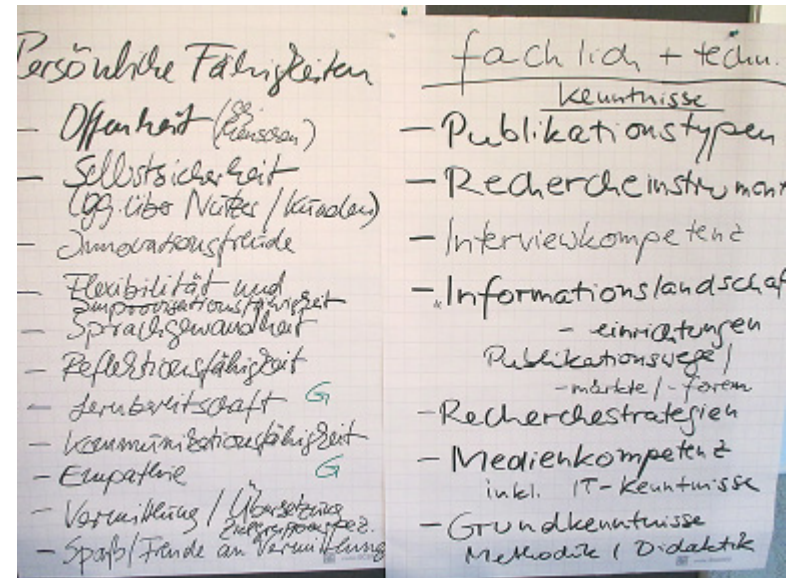 Persönliche Fähigkeiten
- Offenheit (gg. Menschen)
- Selbstsicherheit
(gg. über Nutzer / Kunden)
- Innovationsfreude
- Flexibilität und
Improvisationsfähigkeit
- Sprachgewandtheit
- Reflektionsfähigkeit
- Lernbereitschaft G
- Kommunikationsfähigkeit
- Empathie G
- Vermittlung / Übersetzung
zielgruppenspez.
- Spaß / Freude an Vermittlung
fachlich + techn.
Kenntnisse
- Publikationstypen
- Rechercheinstrument
- Interviewkompetenz
- Informationslandschaf
- einrichtungen
Publikationswege /
- märkte / - foren
- Recherchestrategien
- Medienkompetenz
inkl. IT-Kenntnisse
- Grundkenntnisse
Methodik / Didaktik